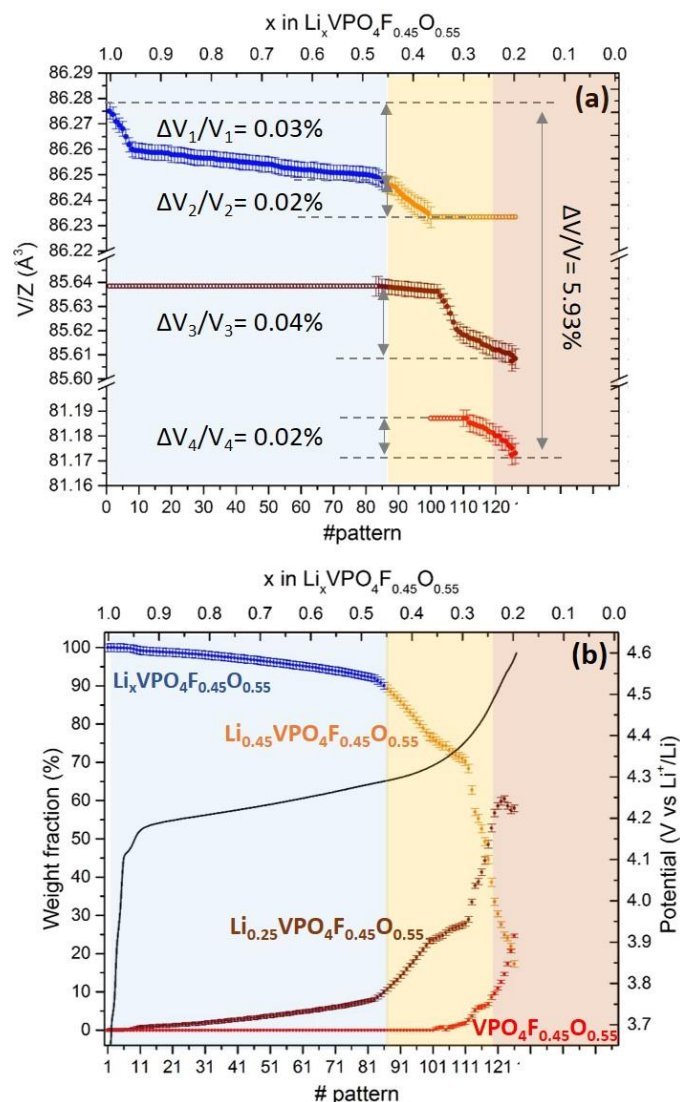 x in LiₓVPO₄F₀.₄₅O₀.₅₅
1.0 0.9 0.8 0.7 0.6 0.5 0.4 0.3 0.2 0.1 0.0
(a)
86.29
86.28
86.27
86.26
86.25
86.24
86.23
86.22
85.64
85.63
85.62
85.61
85.60
81.19
81.18
81.17
81.16
V/Z (Å³)
ΔV₁/V₁= 0.03%
ΔV₂/V₂= 0.02%
ΔV₃/V₃= 0.04%
ΔV₄/V₄= 0.02%
ΔV/V= 5.93%
0 10 20 30 40 50 60 70 80 90 100 110 120
#pattern
x in LiₓVPO₄F₀.₄₅O₀.₅₅
1.0 0.9 0.8 0.7 0.6 0.5 0.4 0.3 0.2 0.1 0.0
(b)
100
90
80
70
60
50
40
30
20
10
0
Weight fraction (%)
LiₓVPO₄F₀.₄₅O₀.₅₅
Li₀.₄₅VPO₄F₀.₄₅O₀.₅₅
Li₀.₂₅VPO₄F₀.₄₅O₀.₅₅
VPO₄F₀.₄₅O₀.₅₅
4.6
4.5
4.4
4.3
4.2
4.1
4.0
3.9
3.8
3.7
Potential (V vs Li⁺/Li)
1 11 21 31 41 51 61 71 81 91 101 111 121
# pattern